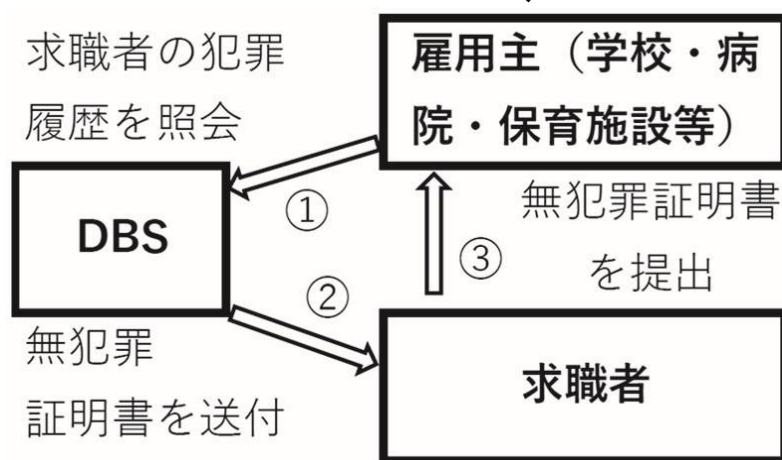 求職者の犯罪
履歴を照会
雇用主（学校・病
院・保育施設等）
DBS
①
②
③
無犯罪証明書
を提出
無犯罪
証明書を送付
求職者